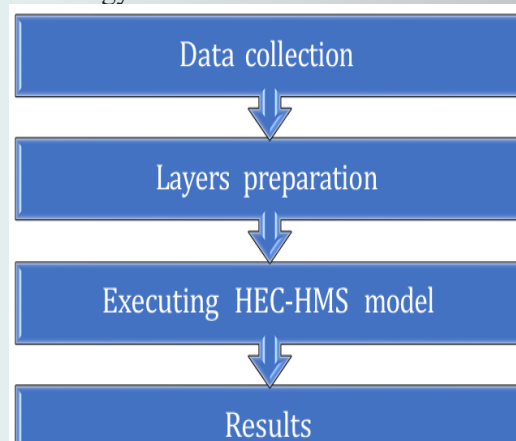 Data collection
Layers preparation
Executing HEC-HMS model
Results